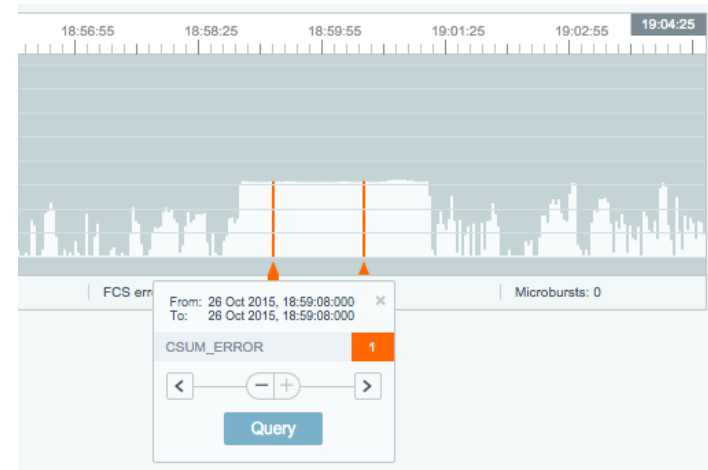 18:56:55 18:58:25 18:59:55 19:01:25 19:02:55 19:04:25
FCS Microbursts: 0
From: 26 Oct 2015, 18:59:08:000 ×
To: 26 Oct 2015, 18:59:08:000
CSUM_ERROR 1
Query